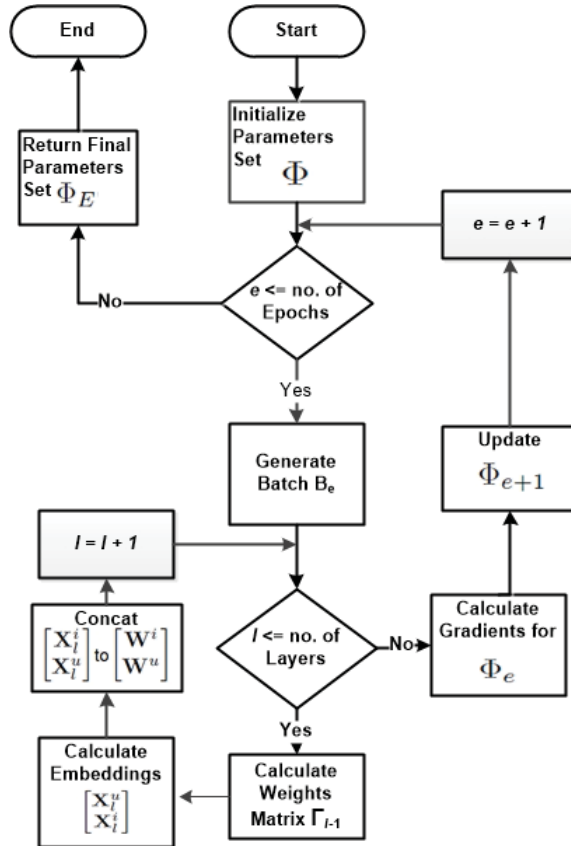 End
Start
Return Final
Parameters
Set Φ_E
Initialize
Parameters
Set
Φ
e = e + 1
e <= no. of
Epochs
No
Yes
Update
Φ_{e+1}
Generate
Batch B_e
l = l + 1
l <= no. of
Layers
No
Calculate
Gradients for
Φ_e
Concat
[X_l^i X_l^u] to [W^i W^u]
Yes
Calculate
Embeddings
[X_l^u X_l^i]
Calculate
Weights
Matrix Γ_{l-1}